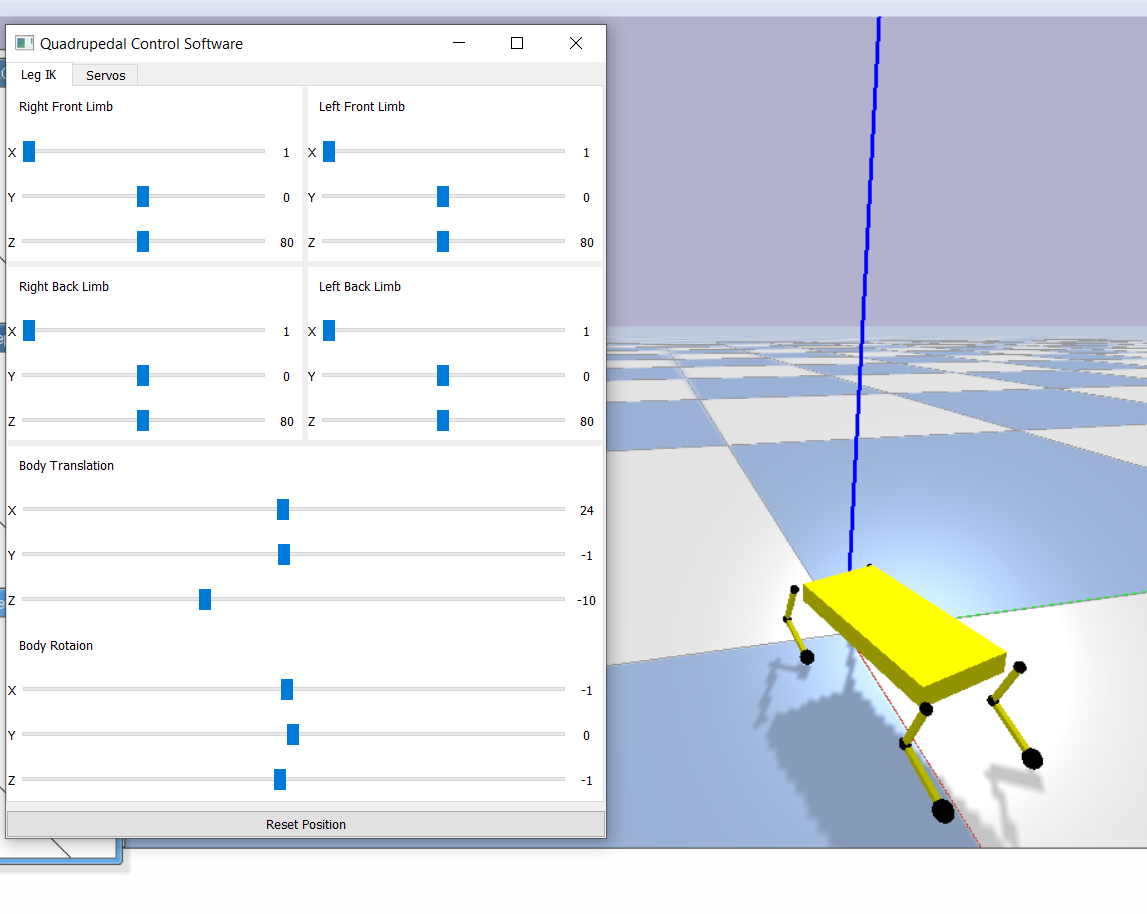 Quadrupedal Control Software
Leg IK Servos
Right Front Limb
X 1
Y 0
Z 80
Left Front Limb
X 1
Y 0
Z 80
Right Back Limb
X 1
Y 0
Z 80
Left Back Limb
X 1
Y 0
Z 80
Body Translation
X 24
Y -1
Z -10
Body Rotaion
X -1
Y 0
Z -1
Reset Position